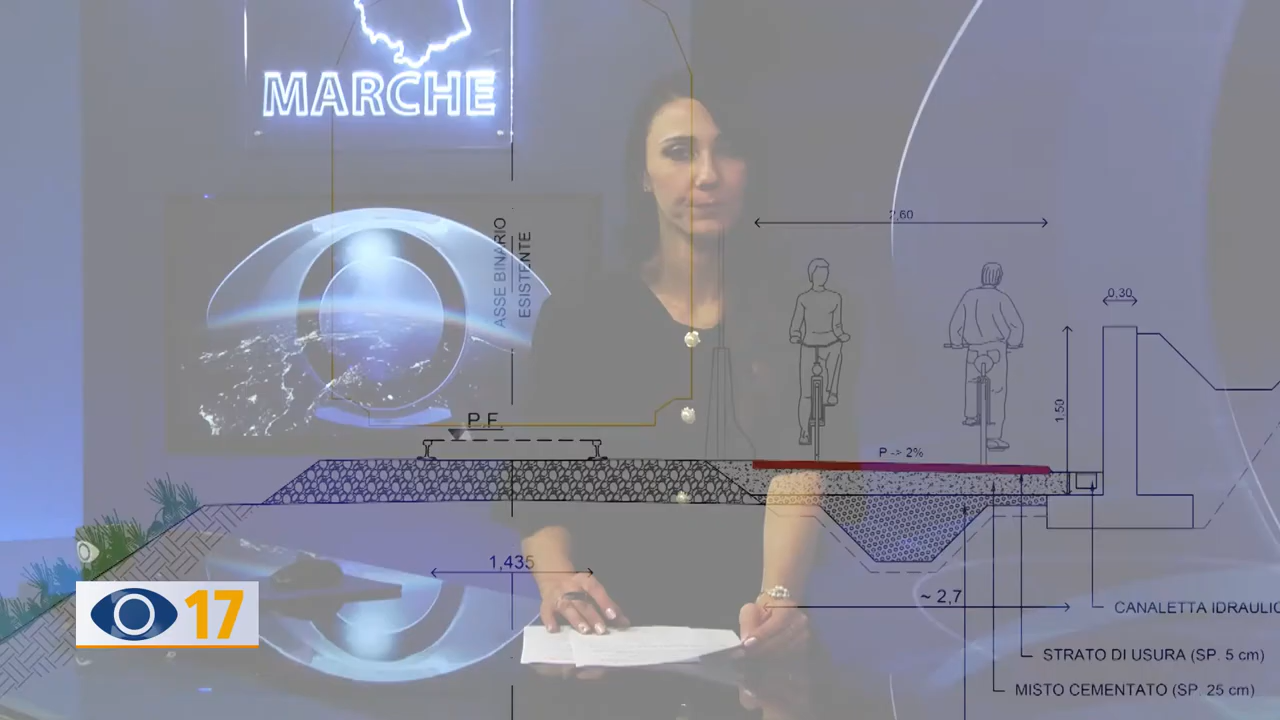 MARCHE
2,60
ASSE BINARIO
ESISTENTE
0,30
1,50
P.F.
P -> 2%
1,435
~ 2,7
17
CANALETTA IDRAULIC
STRATO DI USURA (SP. 5 cm)
MISTO CEMENTATO (SP. 25 cm)